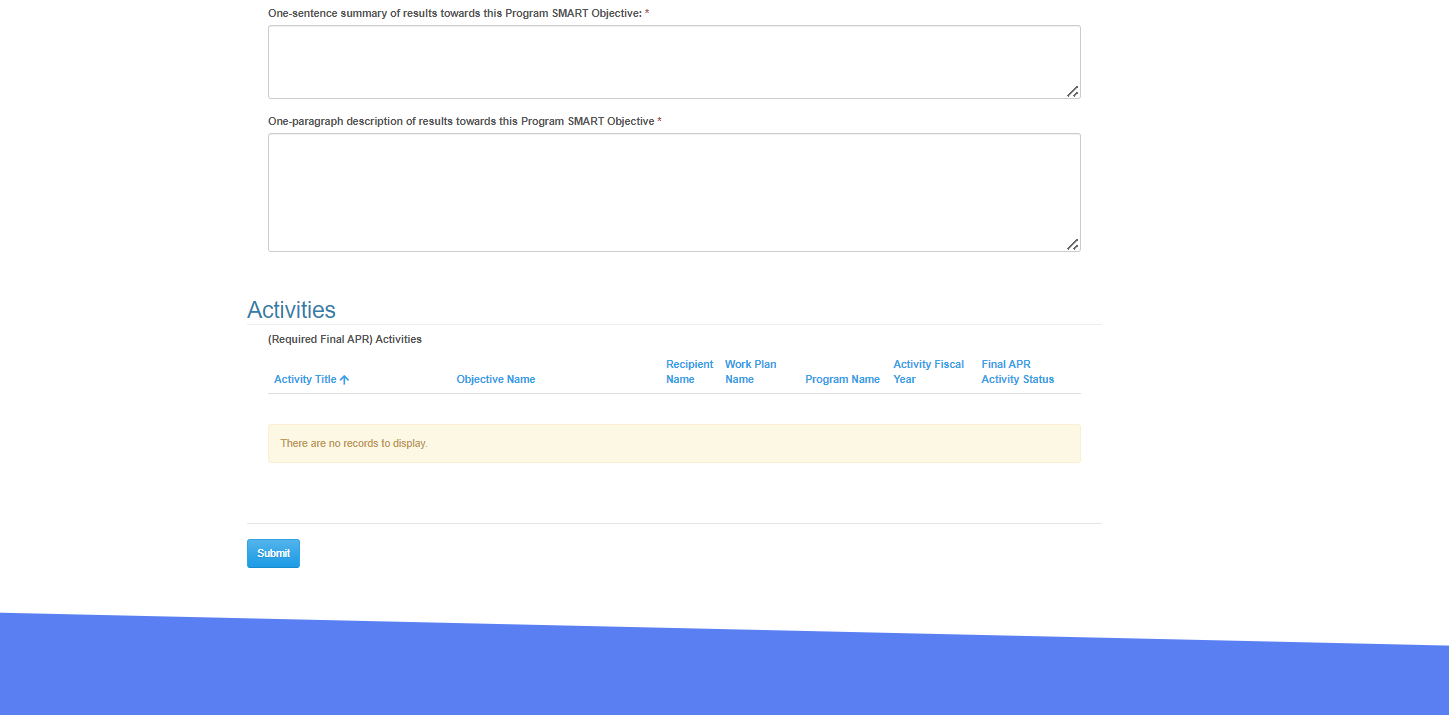 One-sentence summary of results towards this Program SMART Objective: *
One-paragraph description of results towards this Program SMART Objective *
Activities
(Required Final APR) Activities
Activity Title ↑
Objective Name
Recipient Name
Work Plan Name
Program Name
Activity Fiscal Year
Final APR Activity Status
There are no records to display.
Submit